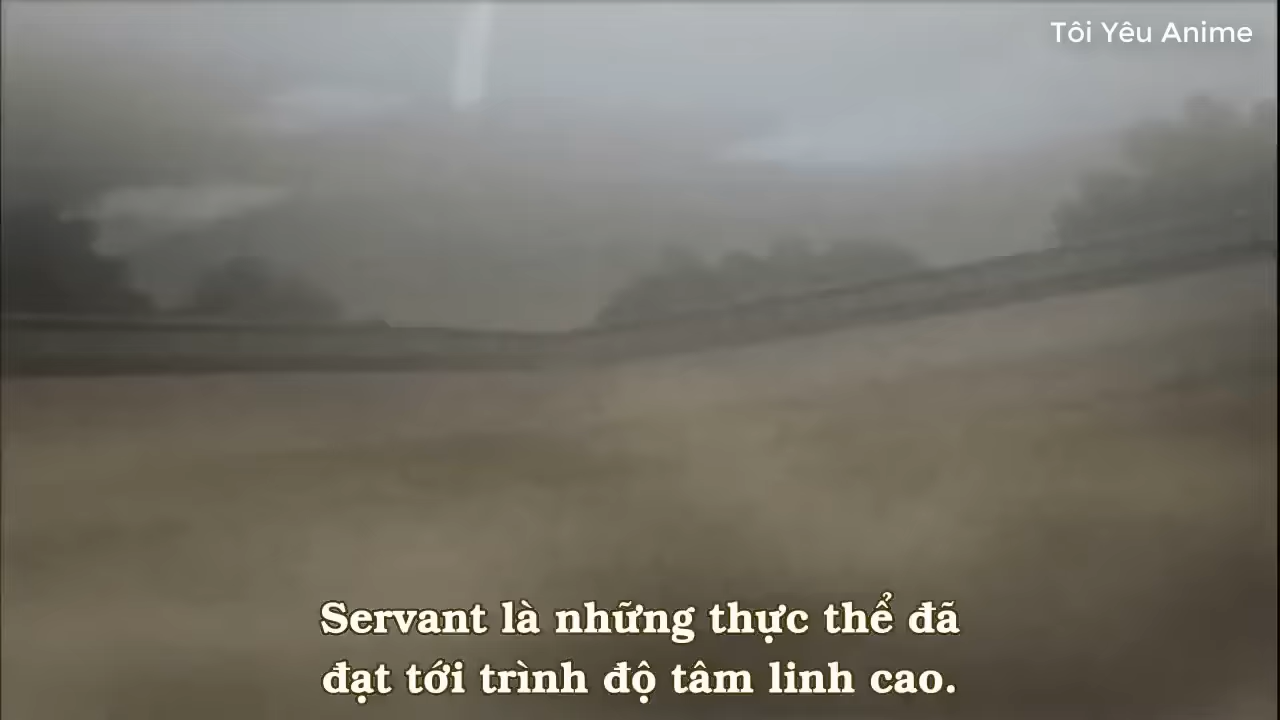 Tôi Yêu Anime
Servant là những thực thể đã
đạt tới trình độ tâm linh cao.